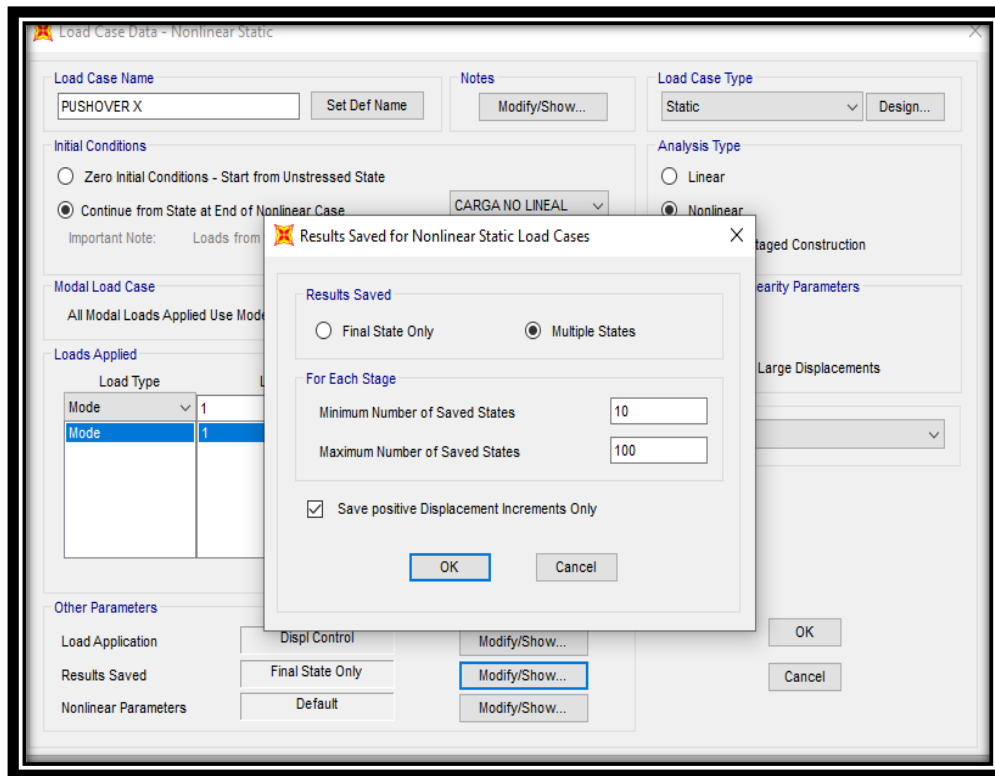 Load Case Data - Nonlinear Static
Load Case Name
PUSHOVER X
Set Def Name
Notes
Modify/Show...
Load Case Type
Static
Design...
Initial Conditions
Zero Initial Conditions - Start from Unstressed State
Continue from State at End of Nonlinear Case
CARGA NO LINEAL
Important Note: Loads from
Analysis Type
Linear
Nonlinear
taged Construction
Modal Load Case
All Modal Loads Applied Use Mode
Loads Applied
Load Type
Mode 1
Mode 1
earity Parameters
Large Displacements
Results Saved for Nonlinear Static Load Cases
Results Saved
Final State Only
Multiple States
For Each Stage
Minimum Number of Saved States 10
Maximum Number of Saved States 100
Save positive Displacement Increments Only
OK
Cancel
Other Parameters
Load Application Displ Control Modify/Show...
Results Saved Final State Only Modify/Show...
Nonlinear Parameters Default Modify/Show...
OK
Cancel